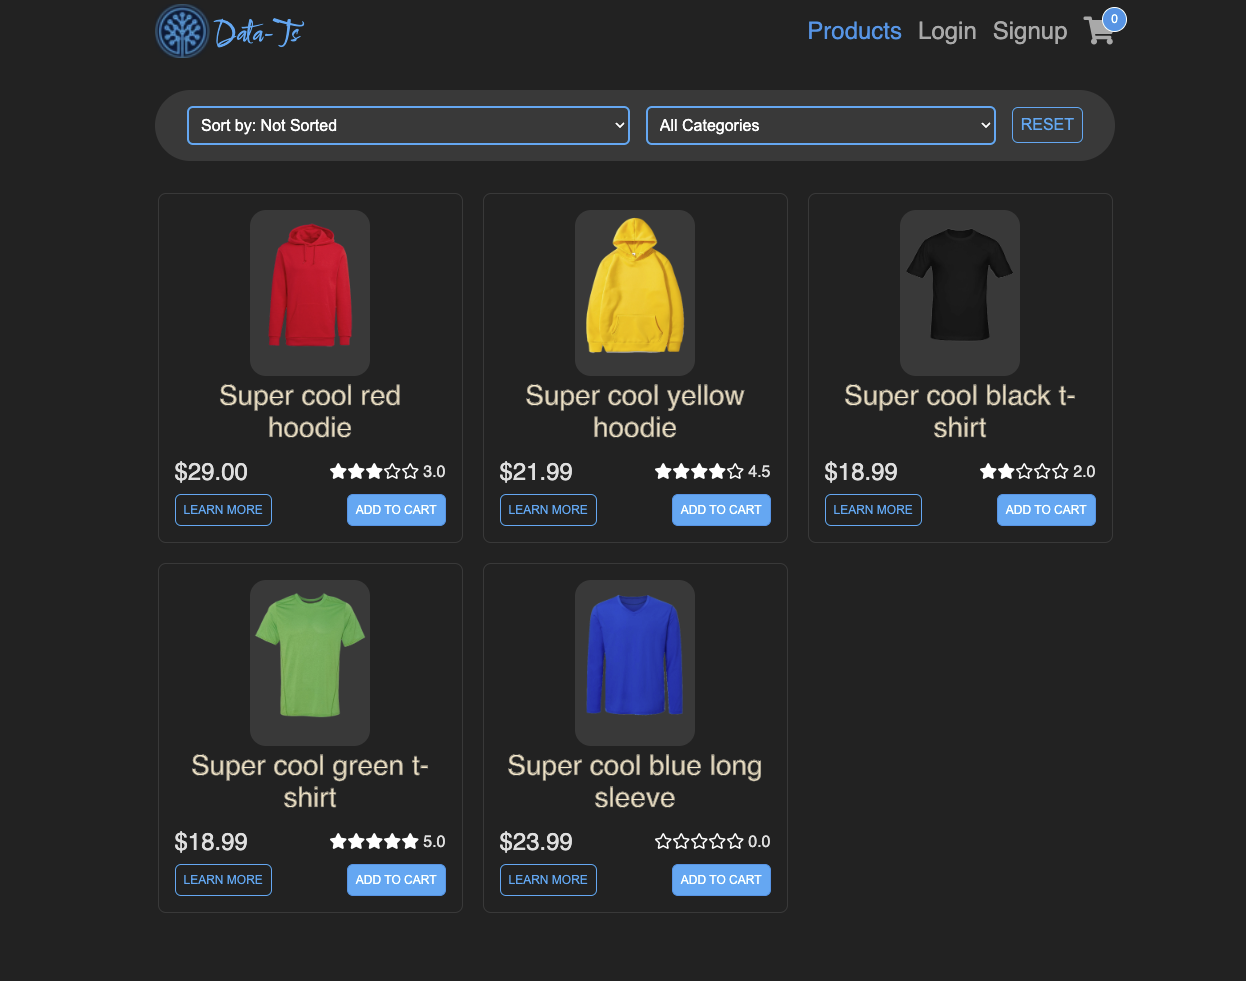 Data-Ts
Products Login Signup 0
Sort by: Not Sorted All Categories RESET
Super cool red
hoodie
$29.00 3.0
LEARN MORE ADD TO CART
Super cool yellow
hoodie
$21.99 4.5
LEARN MORE ADD TO CART
Super cool black t-
shirt
$18.99 2.0
LEARN MORE ADD TO CART
Super cool green t-
shirt
$18.99 5.0
LEARN MORE ADD TO CART
Super cool blue long
sleeve
$23.99 0.0
LEARN MORE ADD TO CART